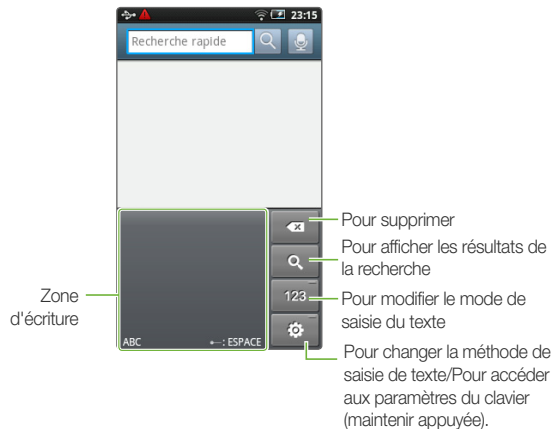 23:15
Recherche rapide
Pour supprimer
Pour afficher les résultats de
la recherche
123
Pour modifier le mode de
saisie du texte
Zone
d'écriture
ABC
: ESPACE
Pour changer la méthode de
saisie de texte/Pour accéder
aux paramètres du clavier
(maintenir appuyée).